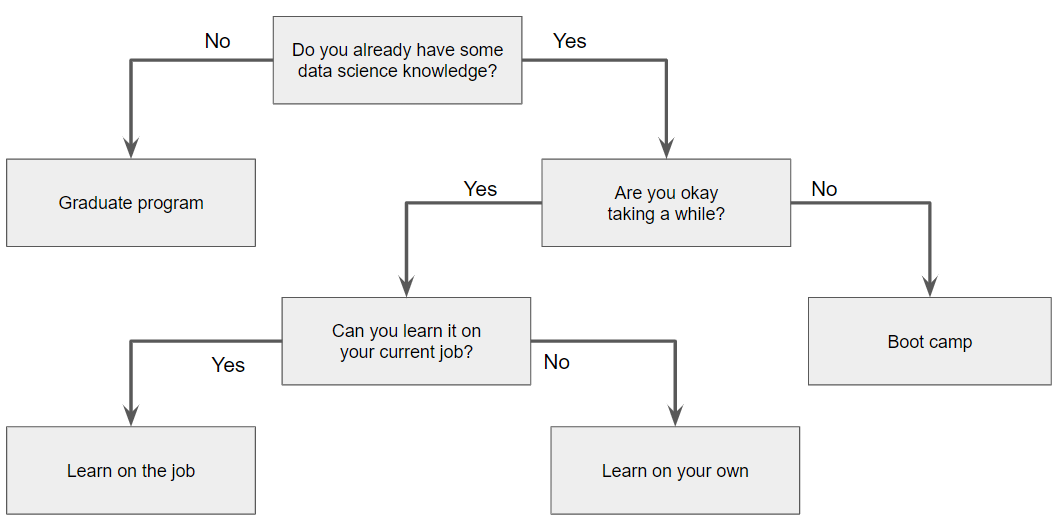 No
Do you already have some
data science knowledge?
Yes
Graduate program
Yes
Are you okay
taking a while?
No
Can you learn it on
your current job?
Yes
No
Boot camp
Learn on the job
Learn on your own